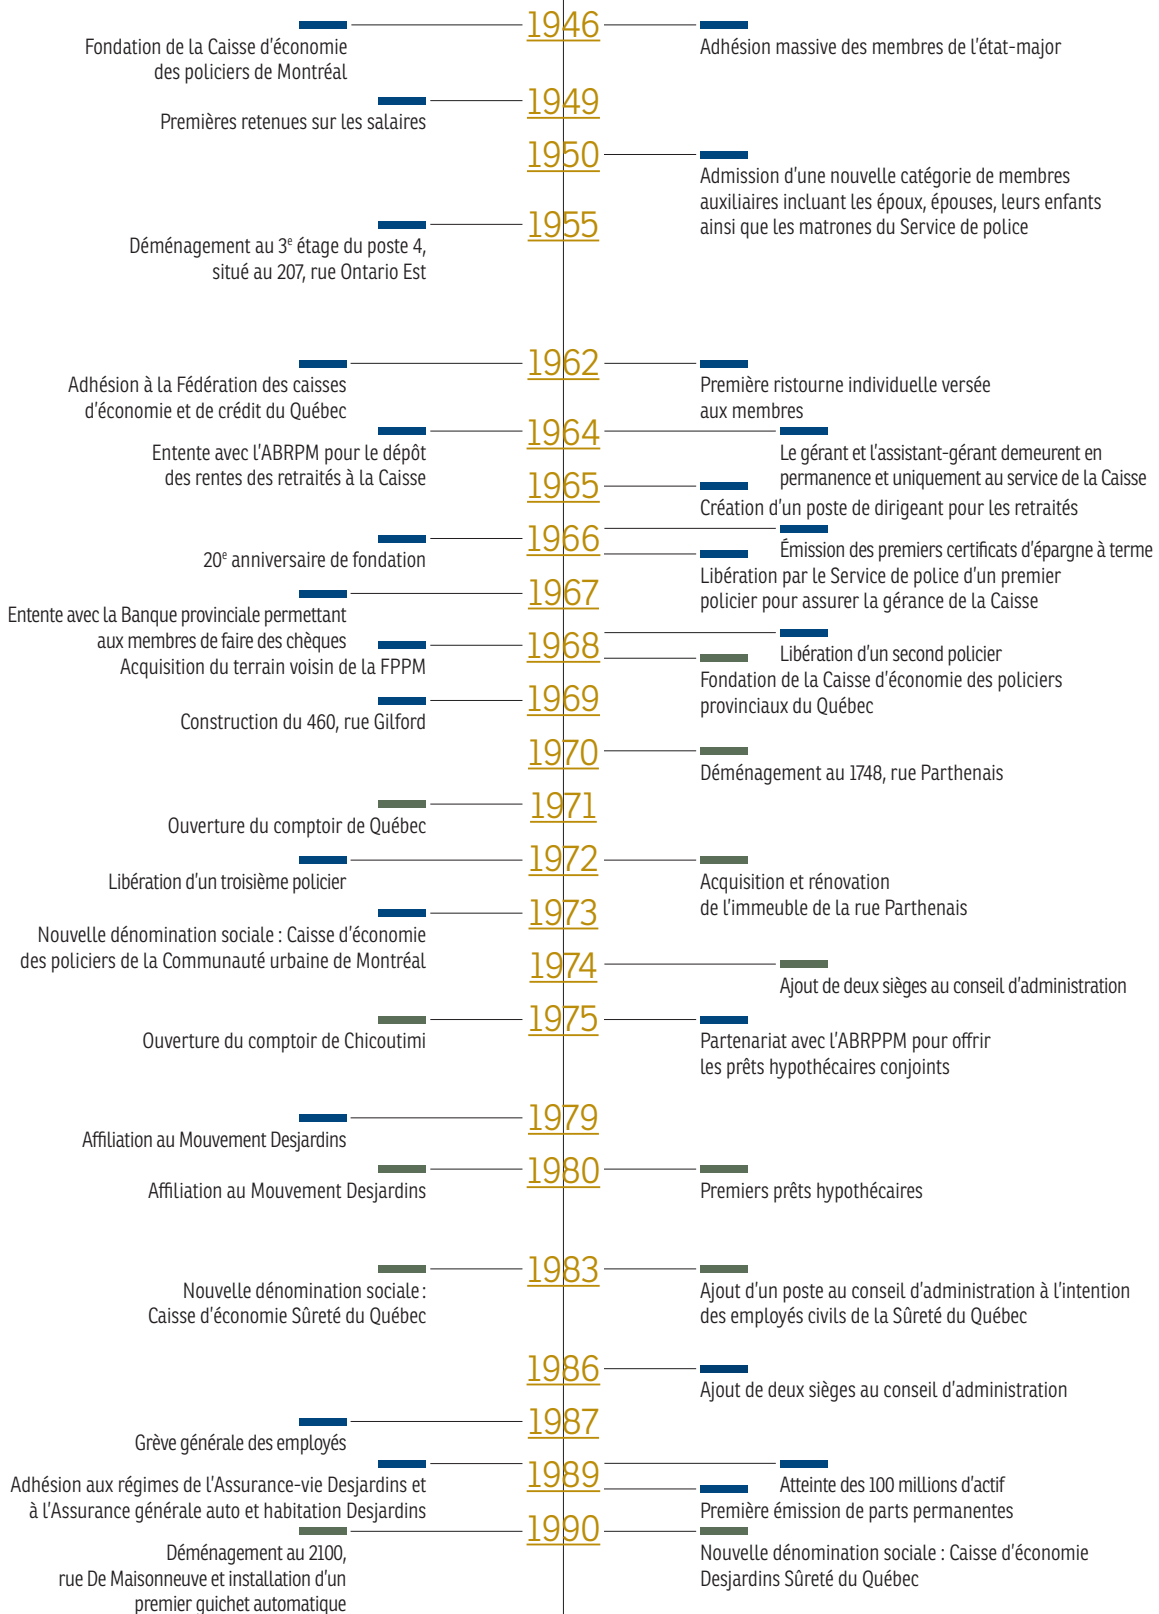 1946
Fondation de la Caisse d'économie
des policiers de Montréal
Adhésion massive des membres de l'état-major
1949
Premières retenues sur les salaires
1950
Admission d'une nouvelle catégorie de membres
auxiliaires incluant les époux, épouses, leurs enfants
ainsi que les matrones du Service de police
1955
Déménagement au 3e étage du poste 4,
situé au 207, rue Ontario Est
1962
Adhésion à la Fédération des caisses
d'économie et de crédit du Québec
Première ristourne individuelle versée
aux membres
1964
Entente avec l'ABRPM pour le dépôt
des rentes des retraités à la Caisse
Le gérant et l'assistant-gérant demeurent en
permanence et uniquement au service de la Caisse
1965
Création d'un poste de dirigeant pour les retraités
1966
20e anniversaire de fondation
Émission des premiers certificats d'épargne à terme
Libération par le Service de police d'un premier
policier pour assurer la gérance de la Caisse
1967
Entente avec la Banque provinciale permettant
aux membres de faire des chèques
1968
Acquisition du terrain voisin de la FPPM
Libération d'un second policier
Fondation de la Caisse d'économie des policiers
provinciaux du Québec
1969
Construction du 460, rue Gilford
1970
Déménagement au 1748, rue Parthenais
1971
Ouverture du comptoir de Québec
1972
Libération d'un troisième policier
Acquisition et rénovation
de l'immeuble de la rue Parthenais
1973
Nouvelle dénomination sociale : Caisse d'économie
des policiers de la Communauté urbaine de Montréal
1974
Ajout de deux sièges au conseil d'administration
1975
Ouverture du comptoir de Chicoutimi
Partenariat avec l'ABRPPM pour offrir
les prêts hypothécaires conjoints
1979
Affiliation au Mouvement Desjardins
1980
Affiliation au Mouvement Desjardins
Premiers prêts hypothécaires
1983
Nouvelle dénomination sociale :
Caisse d'économie Sûreté du Québec
Ajout d'un poste au conseil d'administration à l'intention
des employés civils de la Sûreté du Québec
1986
Ajout de deux sièges au conseil d'administration
1987
Grève générale des employés
1989
Adhésion aux régimes de l'Assurance-vie Desjardins et
à l'Assurance générale auto et habitation Desjardins
Atteinte des 100 millions d'actif
Première émission de parts permanentes
1990
Déménagement au 2100,
rue De Maisonneuve et installation d'un
premier guichet automatique
Nouvelle dénomination sociale : Caisse d'économie
Desjardins Sûreté du Québec